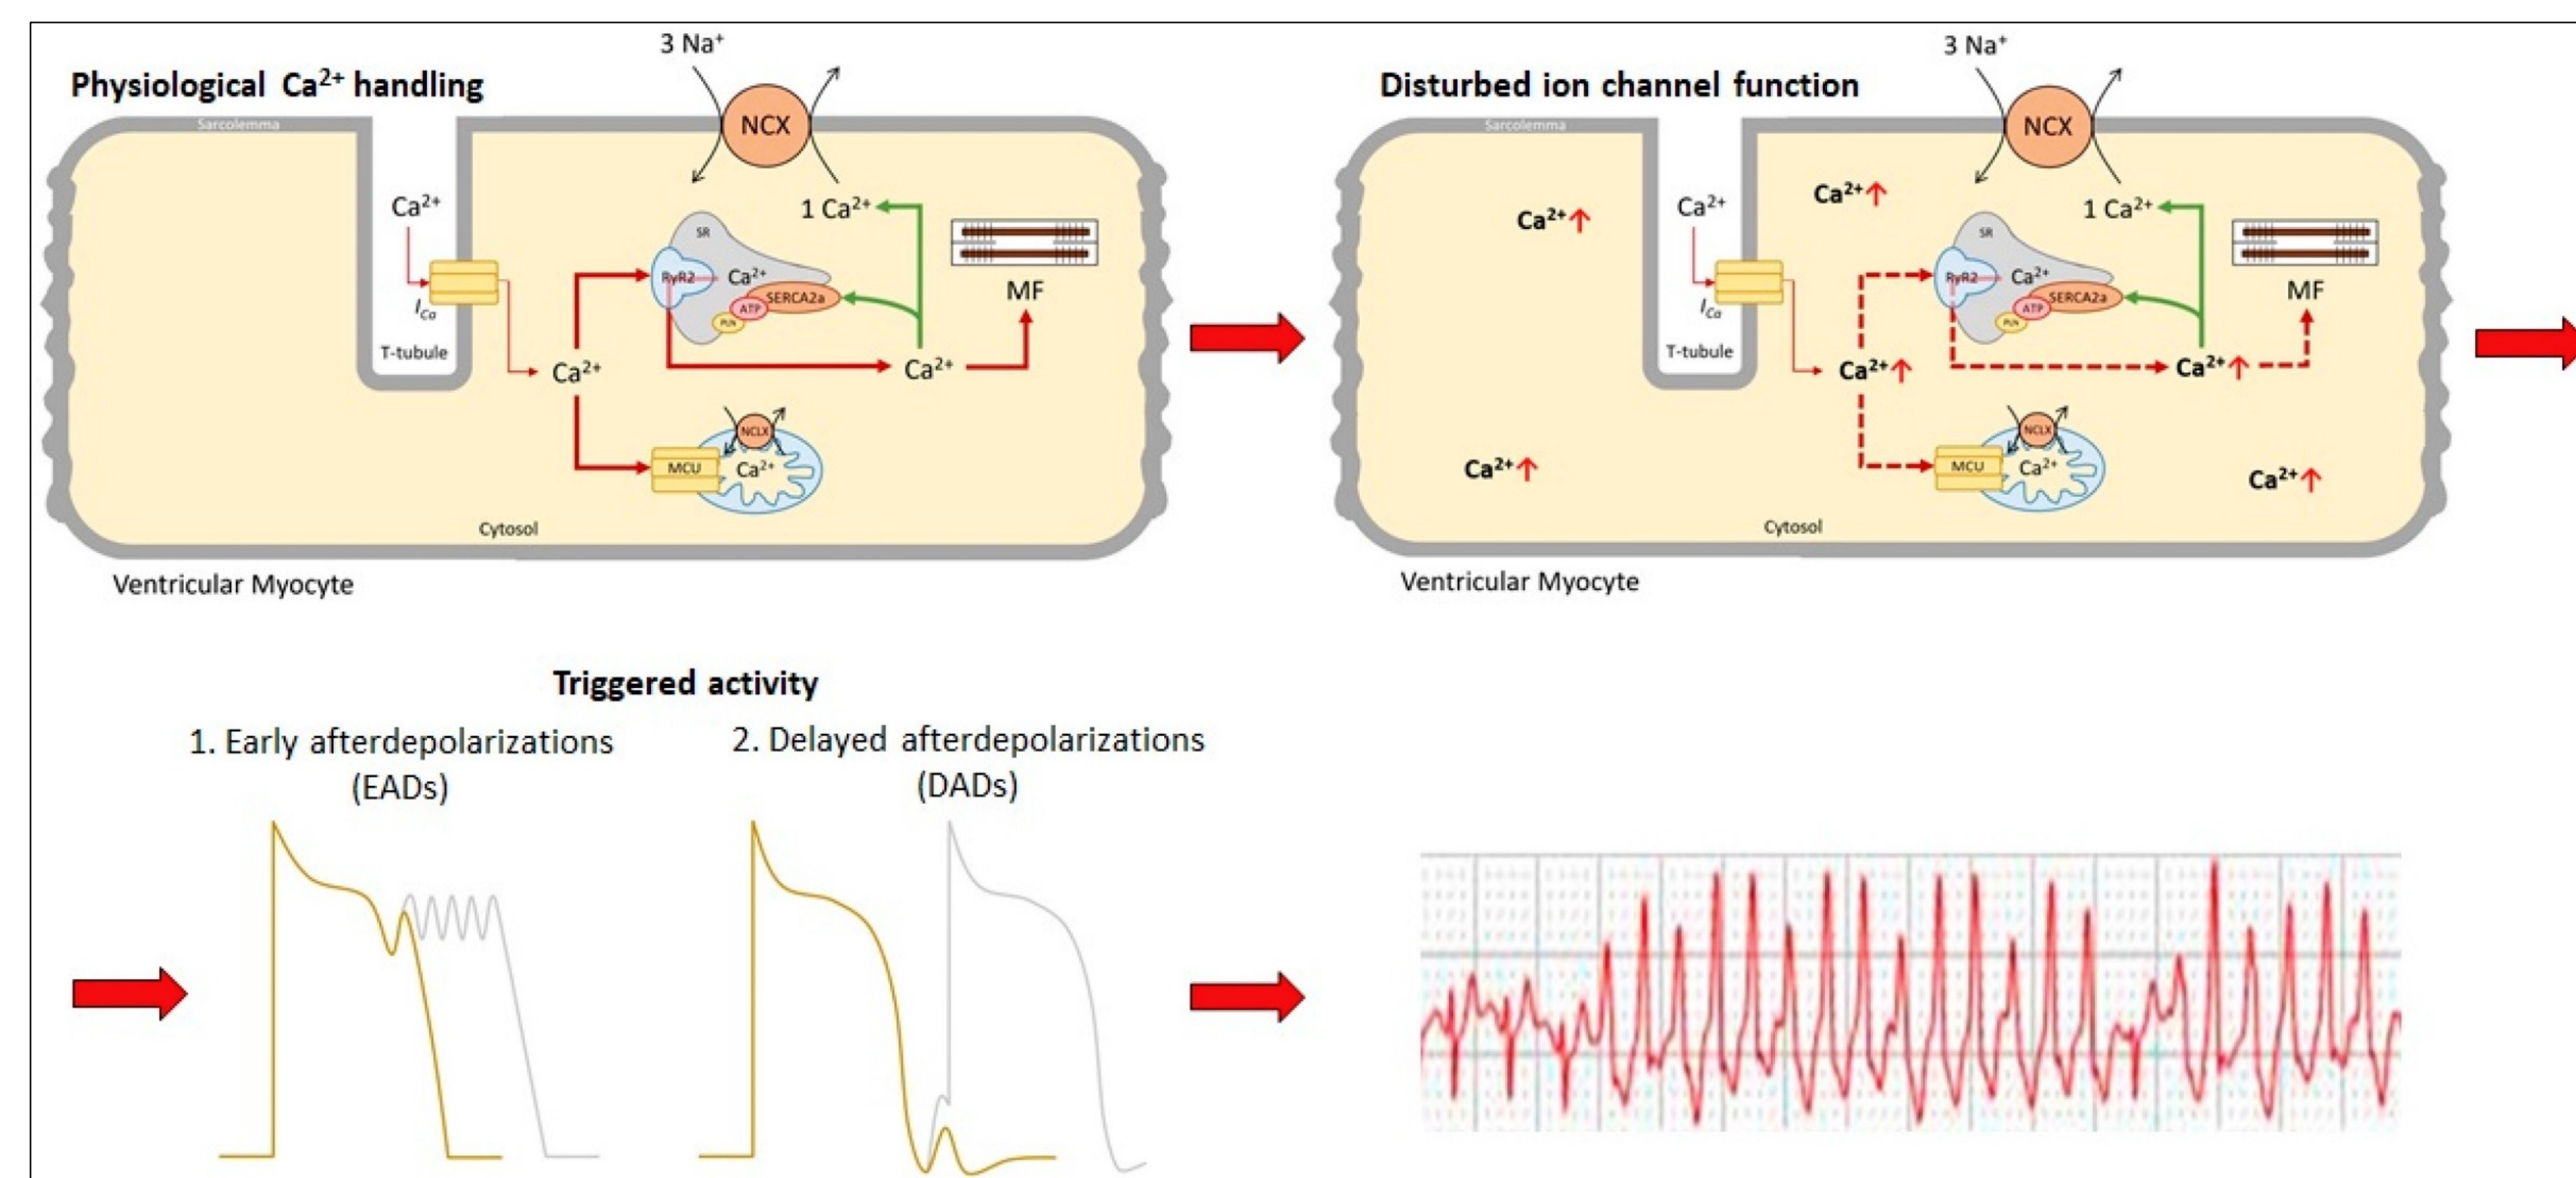 3 Na⁺
Physiological Ca²⁺ handling
NCX
Sarcolemma
Ca²⁺
1 Ca²⁺
SR
RyR2
Ca²⁺
SERCA2a
ATP
PLN
MF
I_Ca
T-tubule
Ca²⁺
Ca²⁺
NCLX
MCU
Ca²⁺
Cytosol
Ventricular Myocyte
3 Na⁺
Disturbed ion channel function
NCX
Sarcolemma
Ca²⁺↑
Ca²⁺↑
Ca²⁺
1 Ca²⁺
SR
RyR2
Ca²⁺
SERCA2a
ATP
PLN
MF
I_Ca
T-tubule
Ca²⁺↑
Ca²⁺↑
NCLX
MCU
Ca²⁺
Ca²⁺↑
Ca²⁺↑
Cytosol
Ventricular Myocyte
Triggered activity
1. Early afterdepolarizations
(EADs)
2. Delayed afterdepolarizations
(DADs)